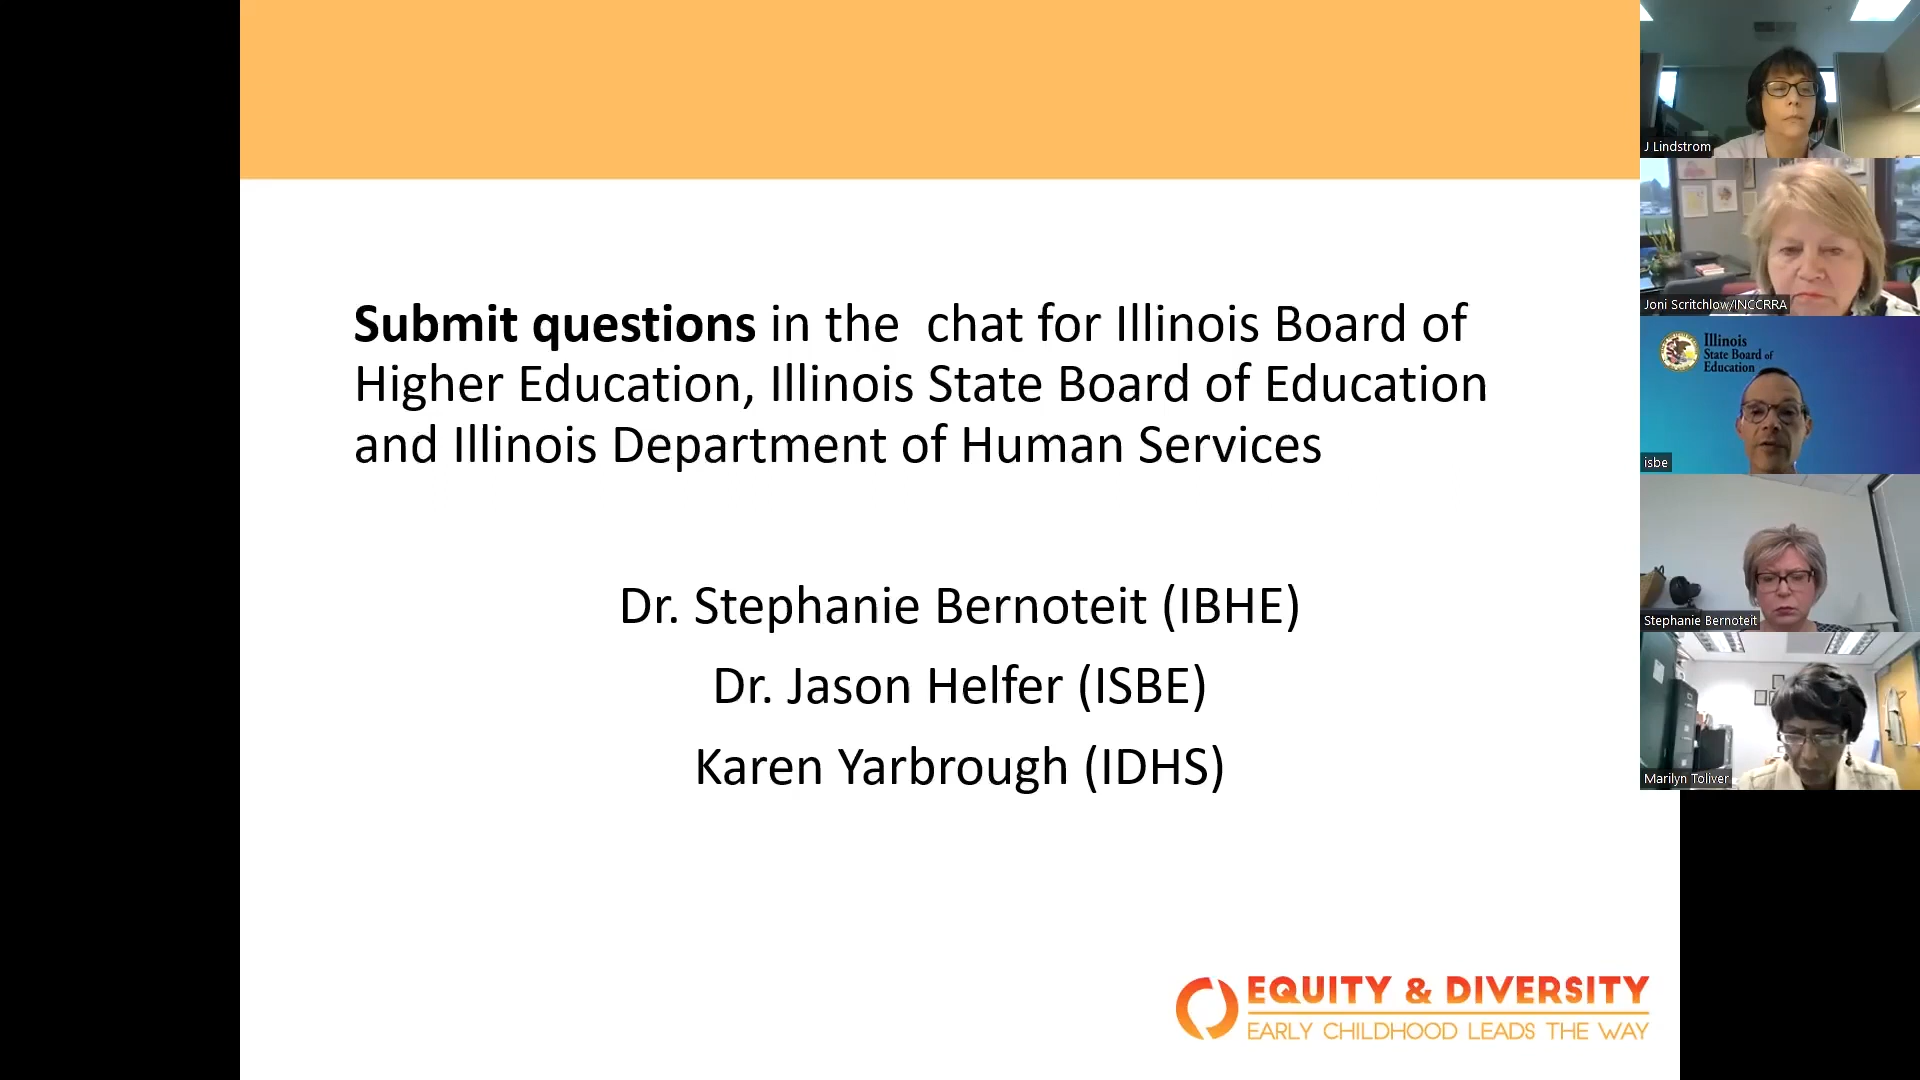 Submit questions in the  chat for Illinois Board of
Higher Education, Illinois State Board of Education
and Illinois Department of Human Services
Dr. Stephanie Bernoteit (IBHE)
Dr. Jason Helfer (ISBE)
Karen Yarbrough (IDHS)
EQUITY & DIVERSITY
EARLY CHILDHOOD LEADS THE WAY
J Lindstrom
Joni Scritchlow/INCCRRA
Illinois
State Board of
Education
isbe
Stephanie Bernoteit
Marilyn Toliver